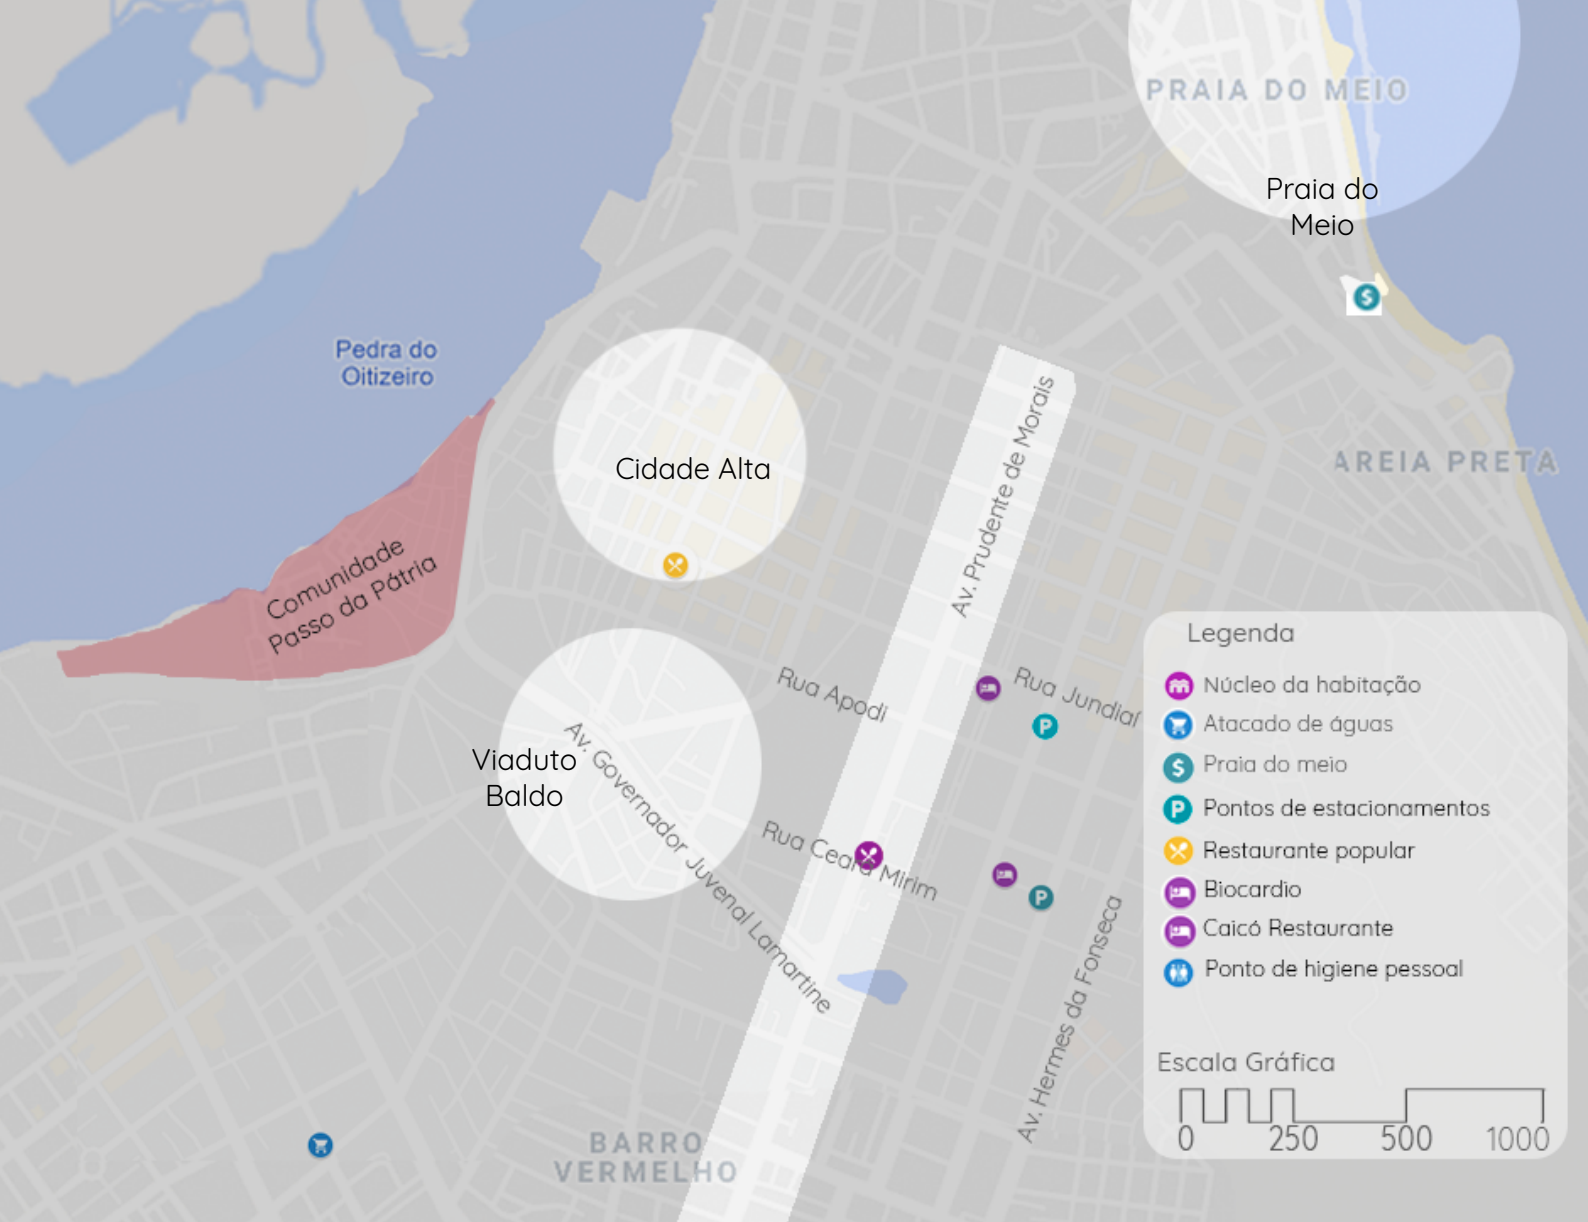 PRAIA DO MEIO
Praia do
Meio
$
Pedra do
Oitizeiro
Cidade Alta
Av. Prudente de Morais
AREIA PRETA
Comunidade
Passo da Pátria
Rua Apodi
Rua Jundiaí
P
Viaduto
Baldo
Av. Governador Juvenal Lamartine
Rua Ceará Mirim
P
Av. Hermes da Fonseca
BARRO
VERMELHO
Legenda
Núcleo da habitação
Atacado de águas
$ Praia do meio
P Pontos de estacionamentos
Restaurante popular
Biocardio
Caicó Restaurante
Ponto de higiene pessoal
Escala Gráfica
0 250 500 1000